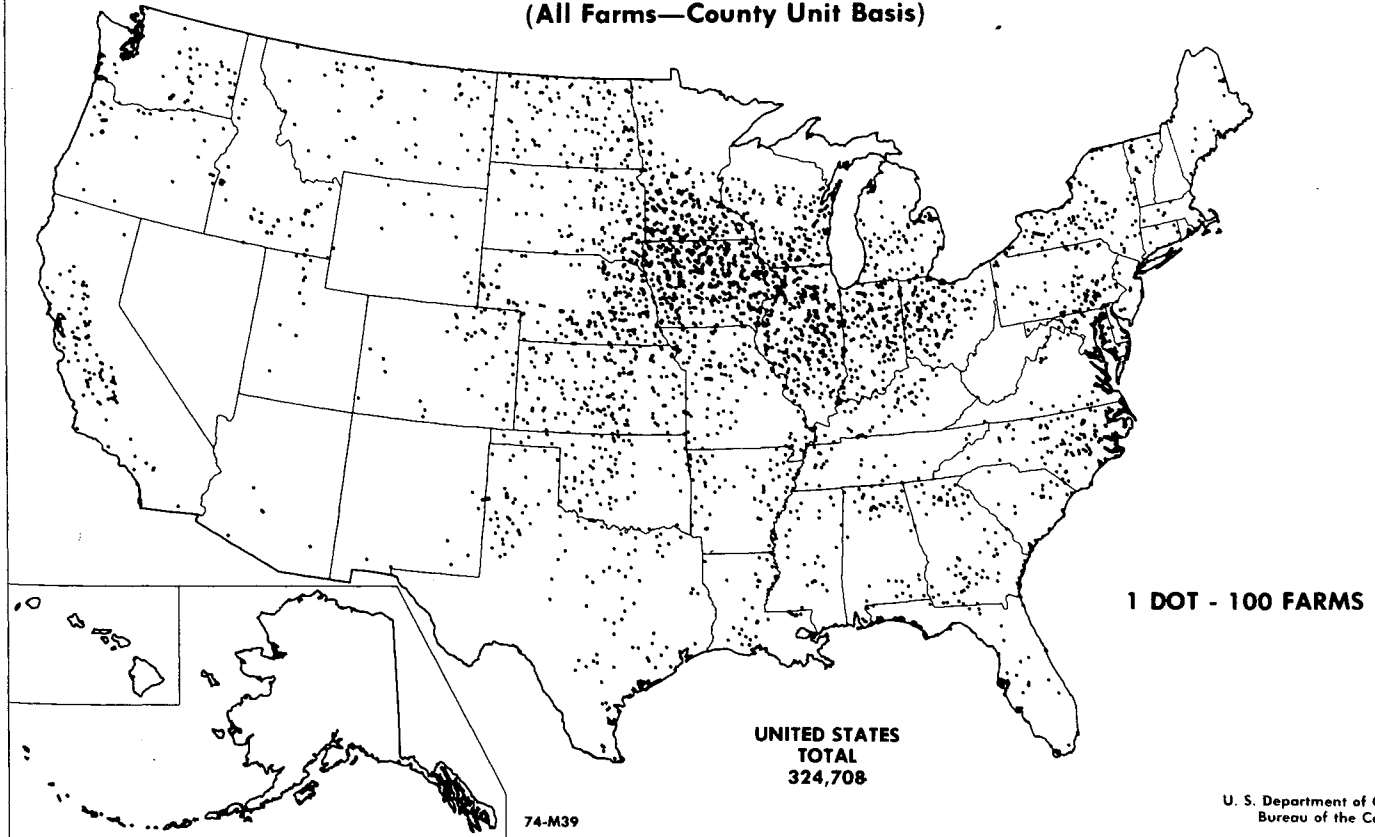 (All Farms—County Unit Basis)
1 DOT - 100 FARMS
UNITED STATES
TOTAL
324,708
74-M39
U. S. Department of
Bureau of the